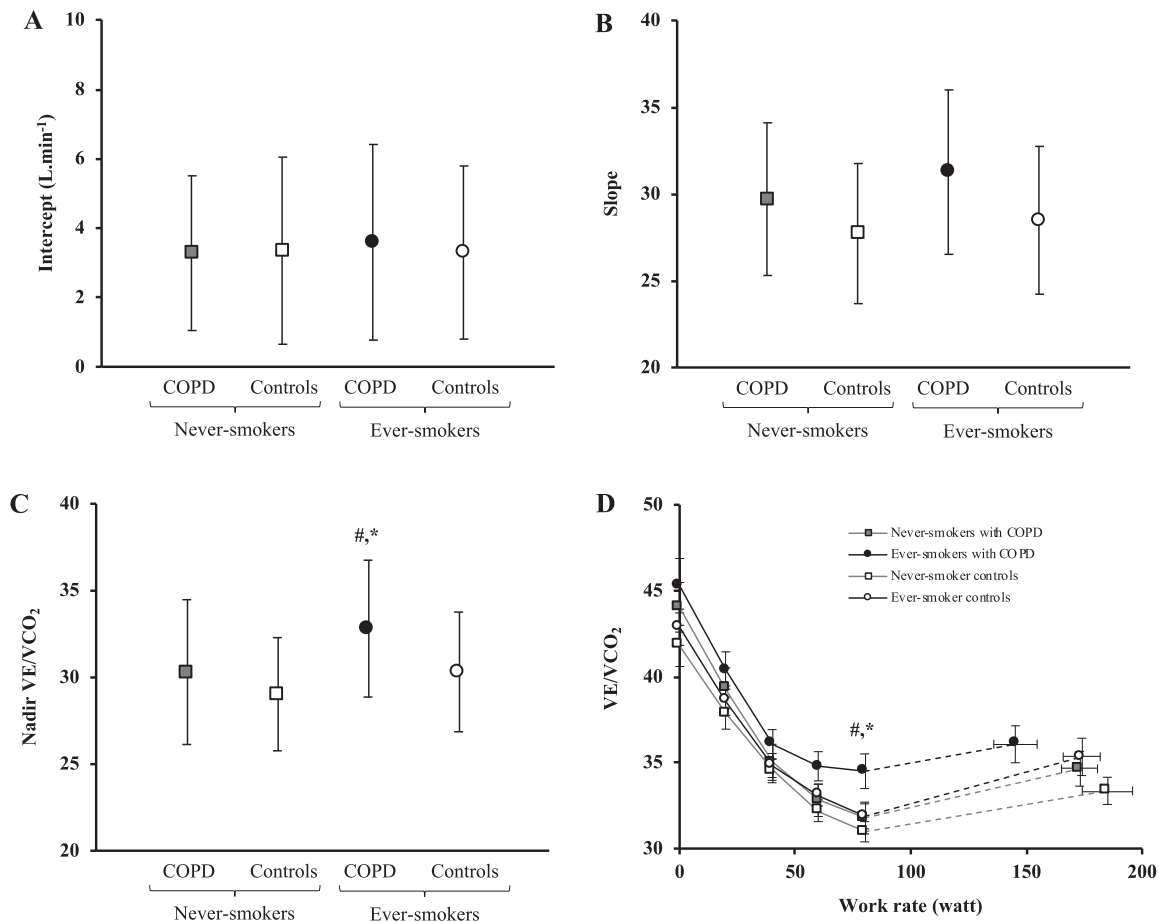 A
Intercept (L.min-1)
10
8
6
4
2
0
COPD Controls COPD Controls
Never-smokers Ever-smokers
B
Slope
40
35
30
25
20
COPD Controls COPD Controls
Never-smokers Ever-smokers
C
Nadir VE/VCO2
40
35
30
25
20
#,*
COPD Controls COPD Controls
Never-smokers Ever-smokers
D
VE/VCO2
50
45
40
35
30
Never-smokers with COPD
Ever-smokers with COPD
Never-smoker controls
Ever-smoker controls
#,*
0 50 100 150 200
Work rate (watt)